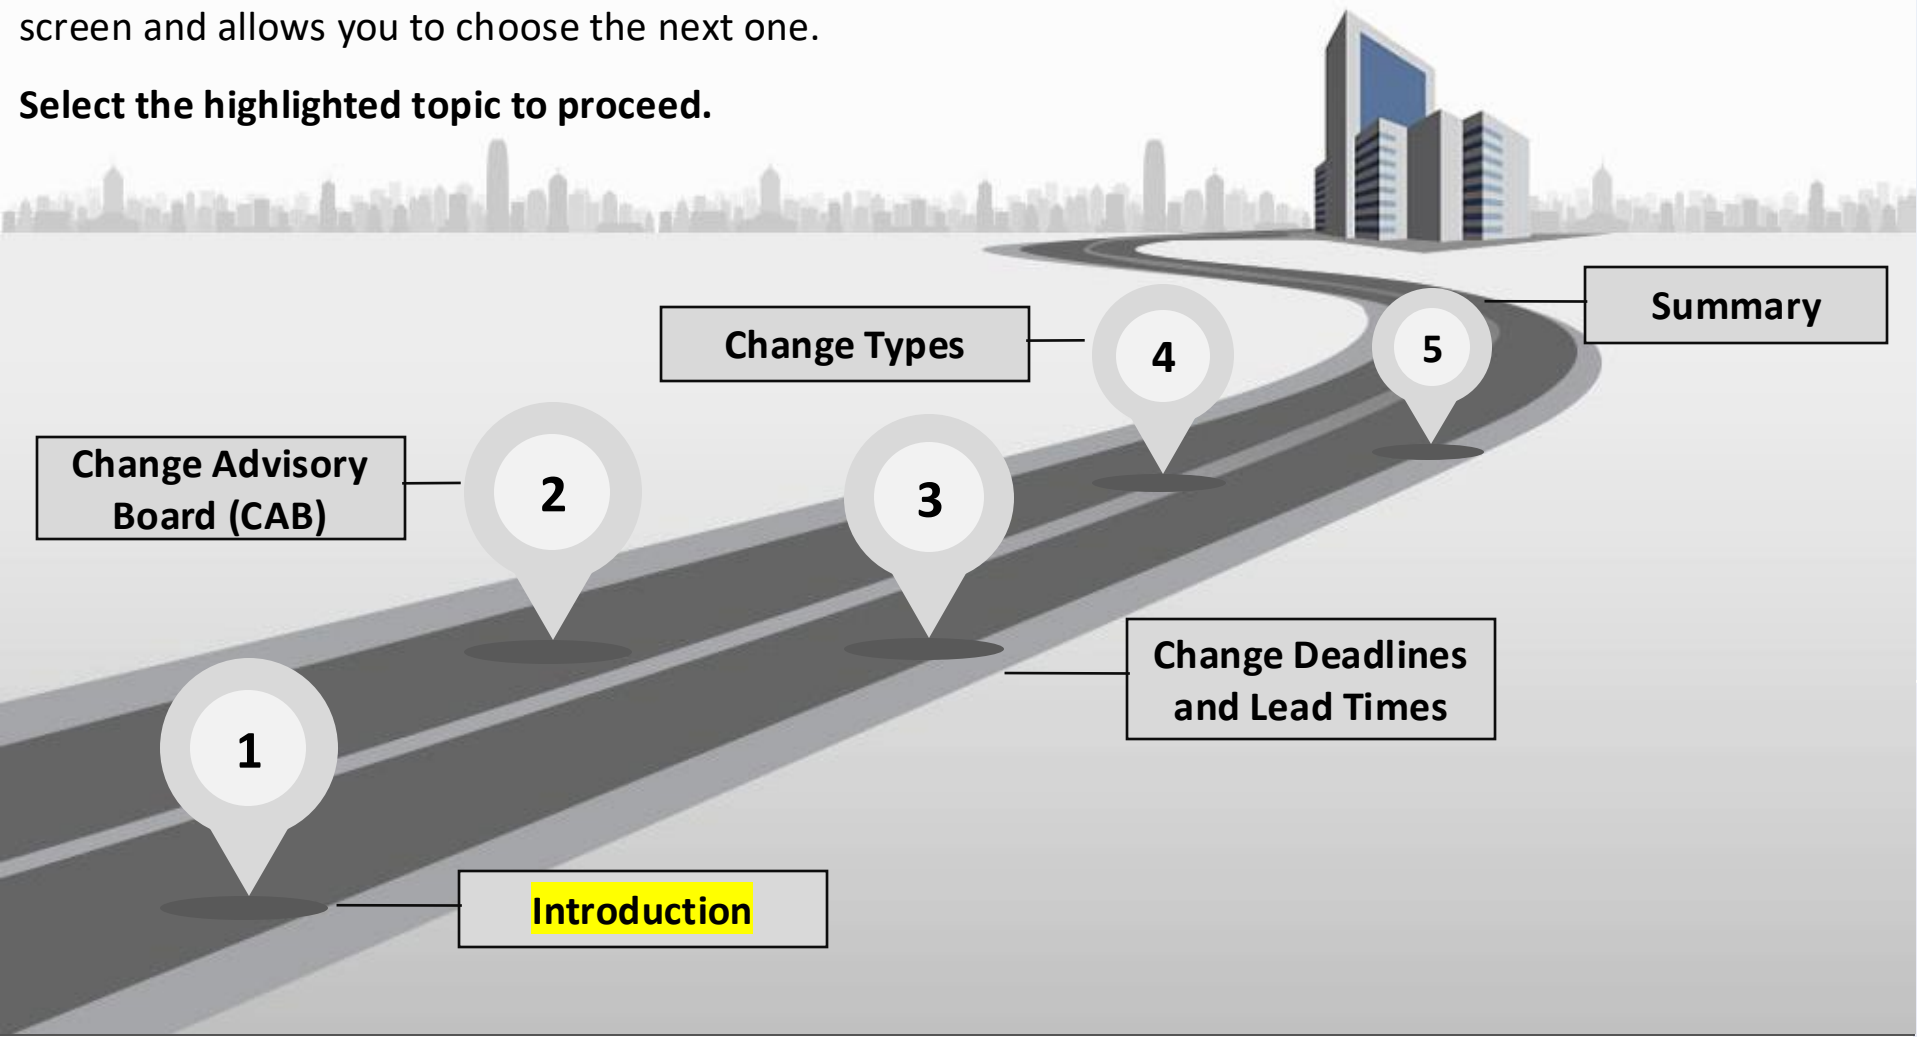 screen and allows you to choose the next one.
Select the highlighted topic to proceed.
Summary
Change Types
4
5
Change Advisory
Board (CAB)
2
3
Change Deadlines
and Lead Times
1
Introduction